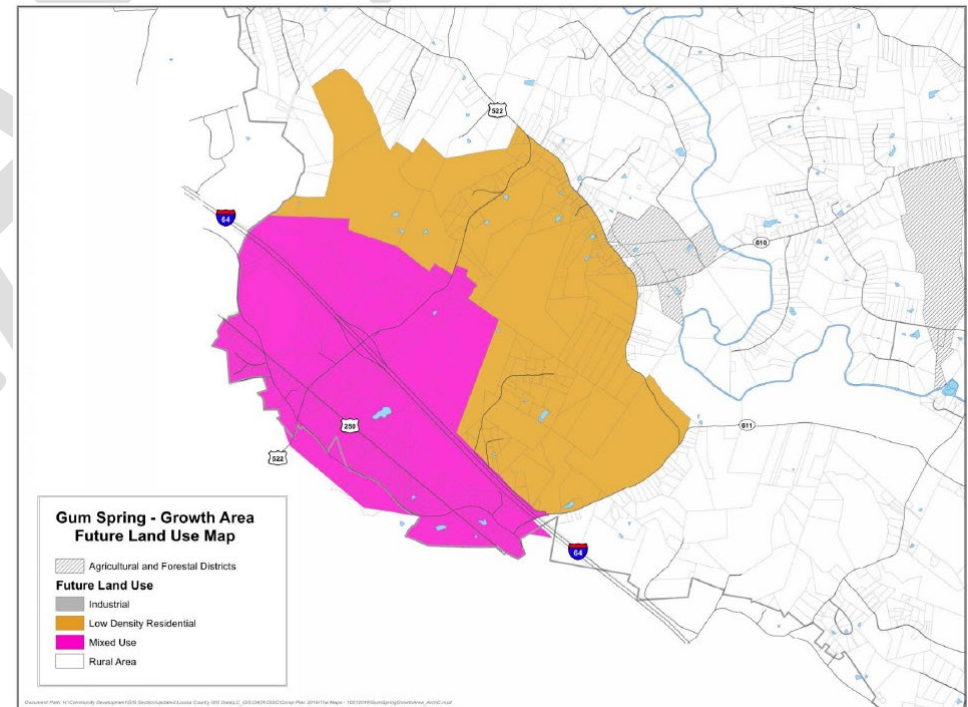 522
64
610
611
250
522
64
Gum Spring - Growth Area
Future Land Use Map
Agricultural and Forestal Districts
Future Land Use
Industrial
Low Density Residential
Mixed Use
Rural Area